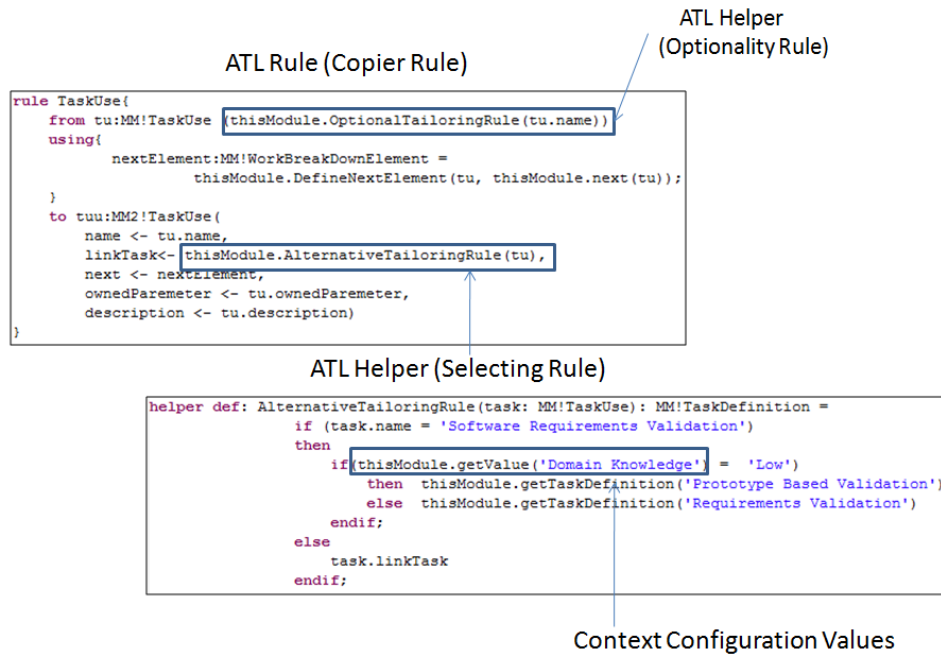 ATL Helper
(Optionality Rule)
ATL Rule (Copier Rule)
rule TaskUse{
from tu:MM!TaskUse (thisModule.OptionalTailoringRule(tu.name))
using{
nextElement:MM!WorkBreakDownElement =
thisModule.DefineNextElement(tu, thisModule.next(tu));
}
to tuu:MM2!TaskUse(
name <- tu.name,
linkTask<- thisModule.AlternativeTailoringRule(tu),
next <- nextElement,
ownedParemeter <- tu.ownedParemeter,
description <- tu.description)
}
ATL Helper (Selecting Rule)
helper def: AlternativeTailoringRule(task: MM!TaskUse): MM!TaskDefinition =
if (task.name = 'Software Requirements Validation')
then
if(thisModule.getValue('Domain Knowledge') = 'Low')
then thisModule.getTaskDefinition('Prototype Based Validation')
else thisModule.getTaskDefinition('Requirements Validation')
endif;
else
task.linkTask
endif;
Context Configuration Values